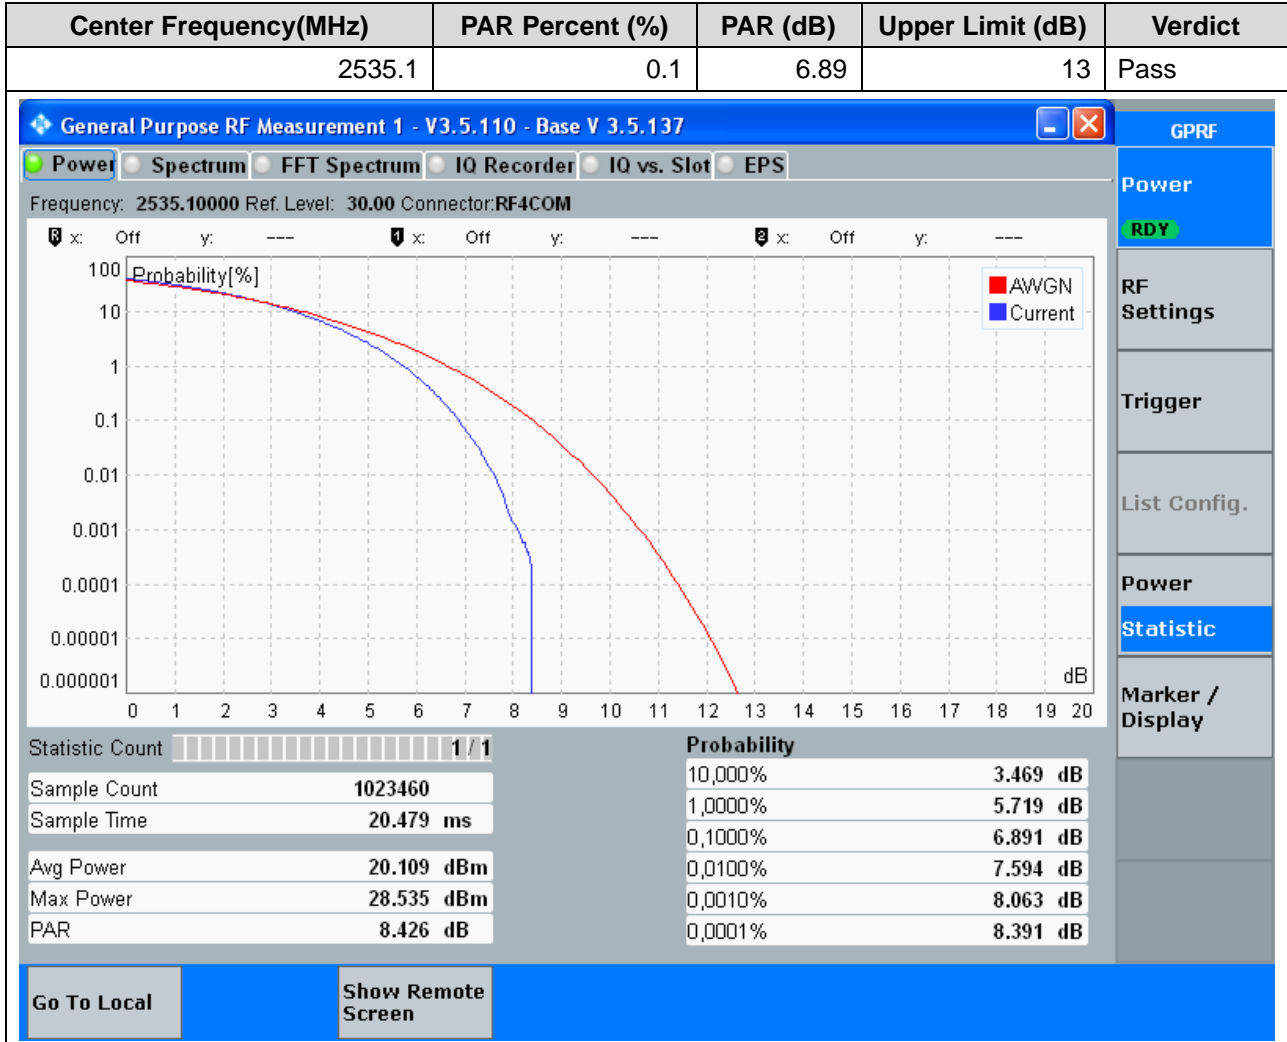 Center Frequency(MHz) PAR Percent (%) PAR (dB) Upper Limit (dB) Verdict
2535.1 0.1 6.89 13 Pass
General Purpose RF Measurement 1 - V3.5.110 - Base V 3.5.137
GPRF
Power Spectrum FFT Spectrum IQ Recorder IQ vs. Slot EPS
Power
RDY
Frequency: 2535.10000 Ref. Level: 30.00 Connector:RF4COM
R x: Off y: --- 1 x: Off y: --- 2 x: Off y: ---
Probability[%]
AWGN
Current
100
10
1
0.1
0.01
0.001
0.0001
0.00001
0.000001
dB
0 1 2 3 4 5 6 7 8 9 10 11 12 13 14 15 16 17 18 19 20
RF
Settings
Trigger
List Config.
Power
Statistic
Marker /
Display
Statistic Count 1 / 1
Sample Count 1023460
Sample Time 20.479 ms
Avg Power 20.109 dBm
Max Power 28.535 dBm
PAR 8.426 dB
Probability
10,000% 3.469 dB
1,0000% 5.719 dB
0,1000% 6.891 dB
0,0100% 7.594 dB
0,0010% 8.063 dB
0,0001% 8.391 dB
Go To Local
Show Remote
Screen